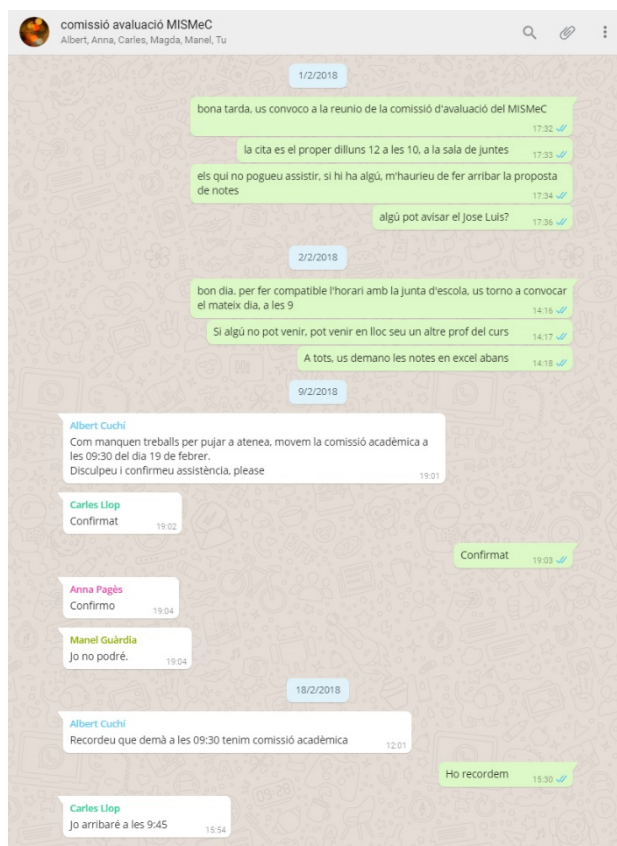 comissió avaluació MISMeC
Albert, Anna, Carles, Magda, Manel, Tu
1/2/2018
bona tarda, us convoco a la reunio de la comissió d'avaluació del MISMeC
17:32
la cita es el proper dilluns 12 a les 10, a la sala de juntes
17:33
els qui no pogueu assistir, si hi ha algú, m'haurieu de fer arribar la proposta
de notes
17:34
algú pot avisar el Jose Luis?
17:36
2/2/2018
bon dia. per fer compatible l'horari amb la junta d'escola, us torno a convocar
el mateix dia, a les 9
14:16
Si algú no pot venir, pot venir en lloc seu un altre prof del curs
14:17
A tots, us demano les notes en excel abans
14:18
9/2/2018
Albert Cuchí
Com manquen treballs per pujar a atenea, movem la comissió acadèmica a
les 09:30 del dia 19 de febrer.
Disculpeu i confirmeu assistència, please
19:01
Carles Llop
Confirmat
19:02
Confirmat
19:03
Anna Pagès
Confirmo
19:04
Manel Guàrdia
Jo no podré.
19:04
18/2/2018
Albert Cuchí
Recordeu que demà a les 09:30 tenim comissió acadèmica
12:01
Ho recordem
15:30
Carles Llop
Jo arribaré a les 9:45
15:54